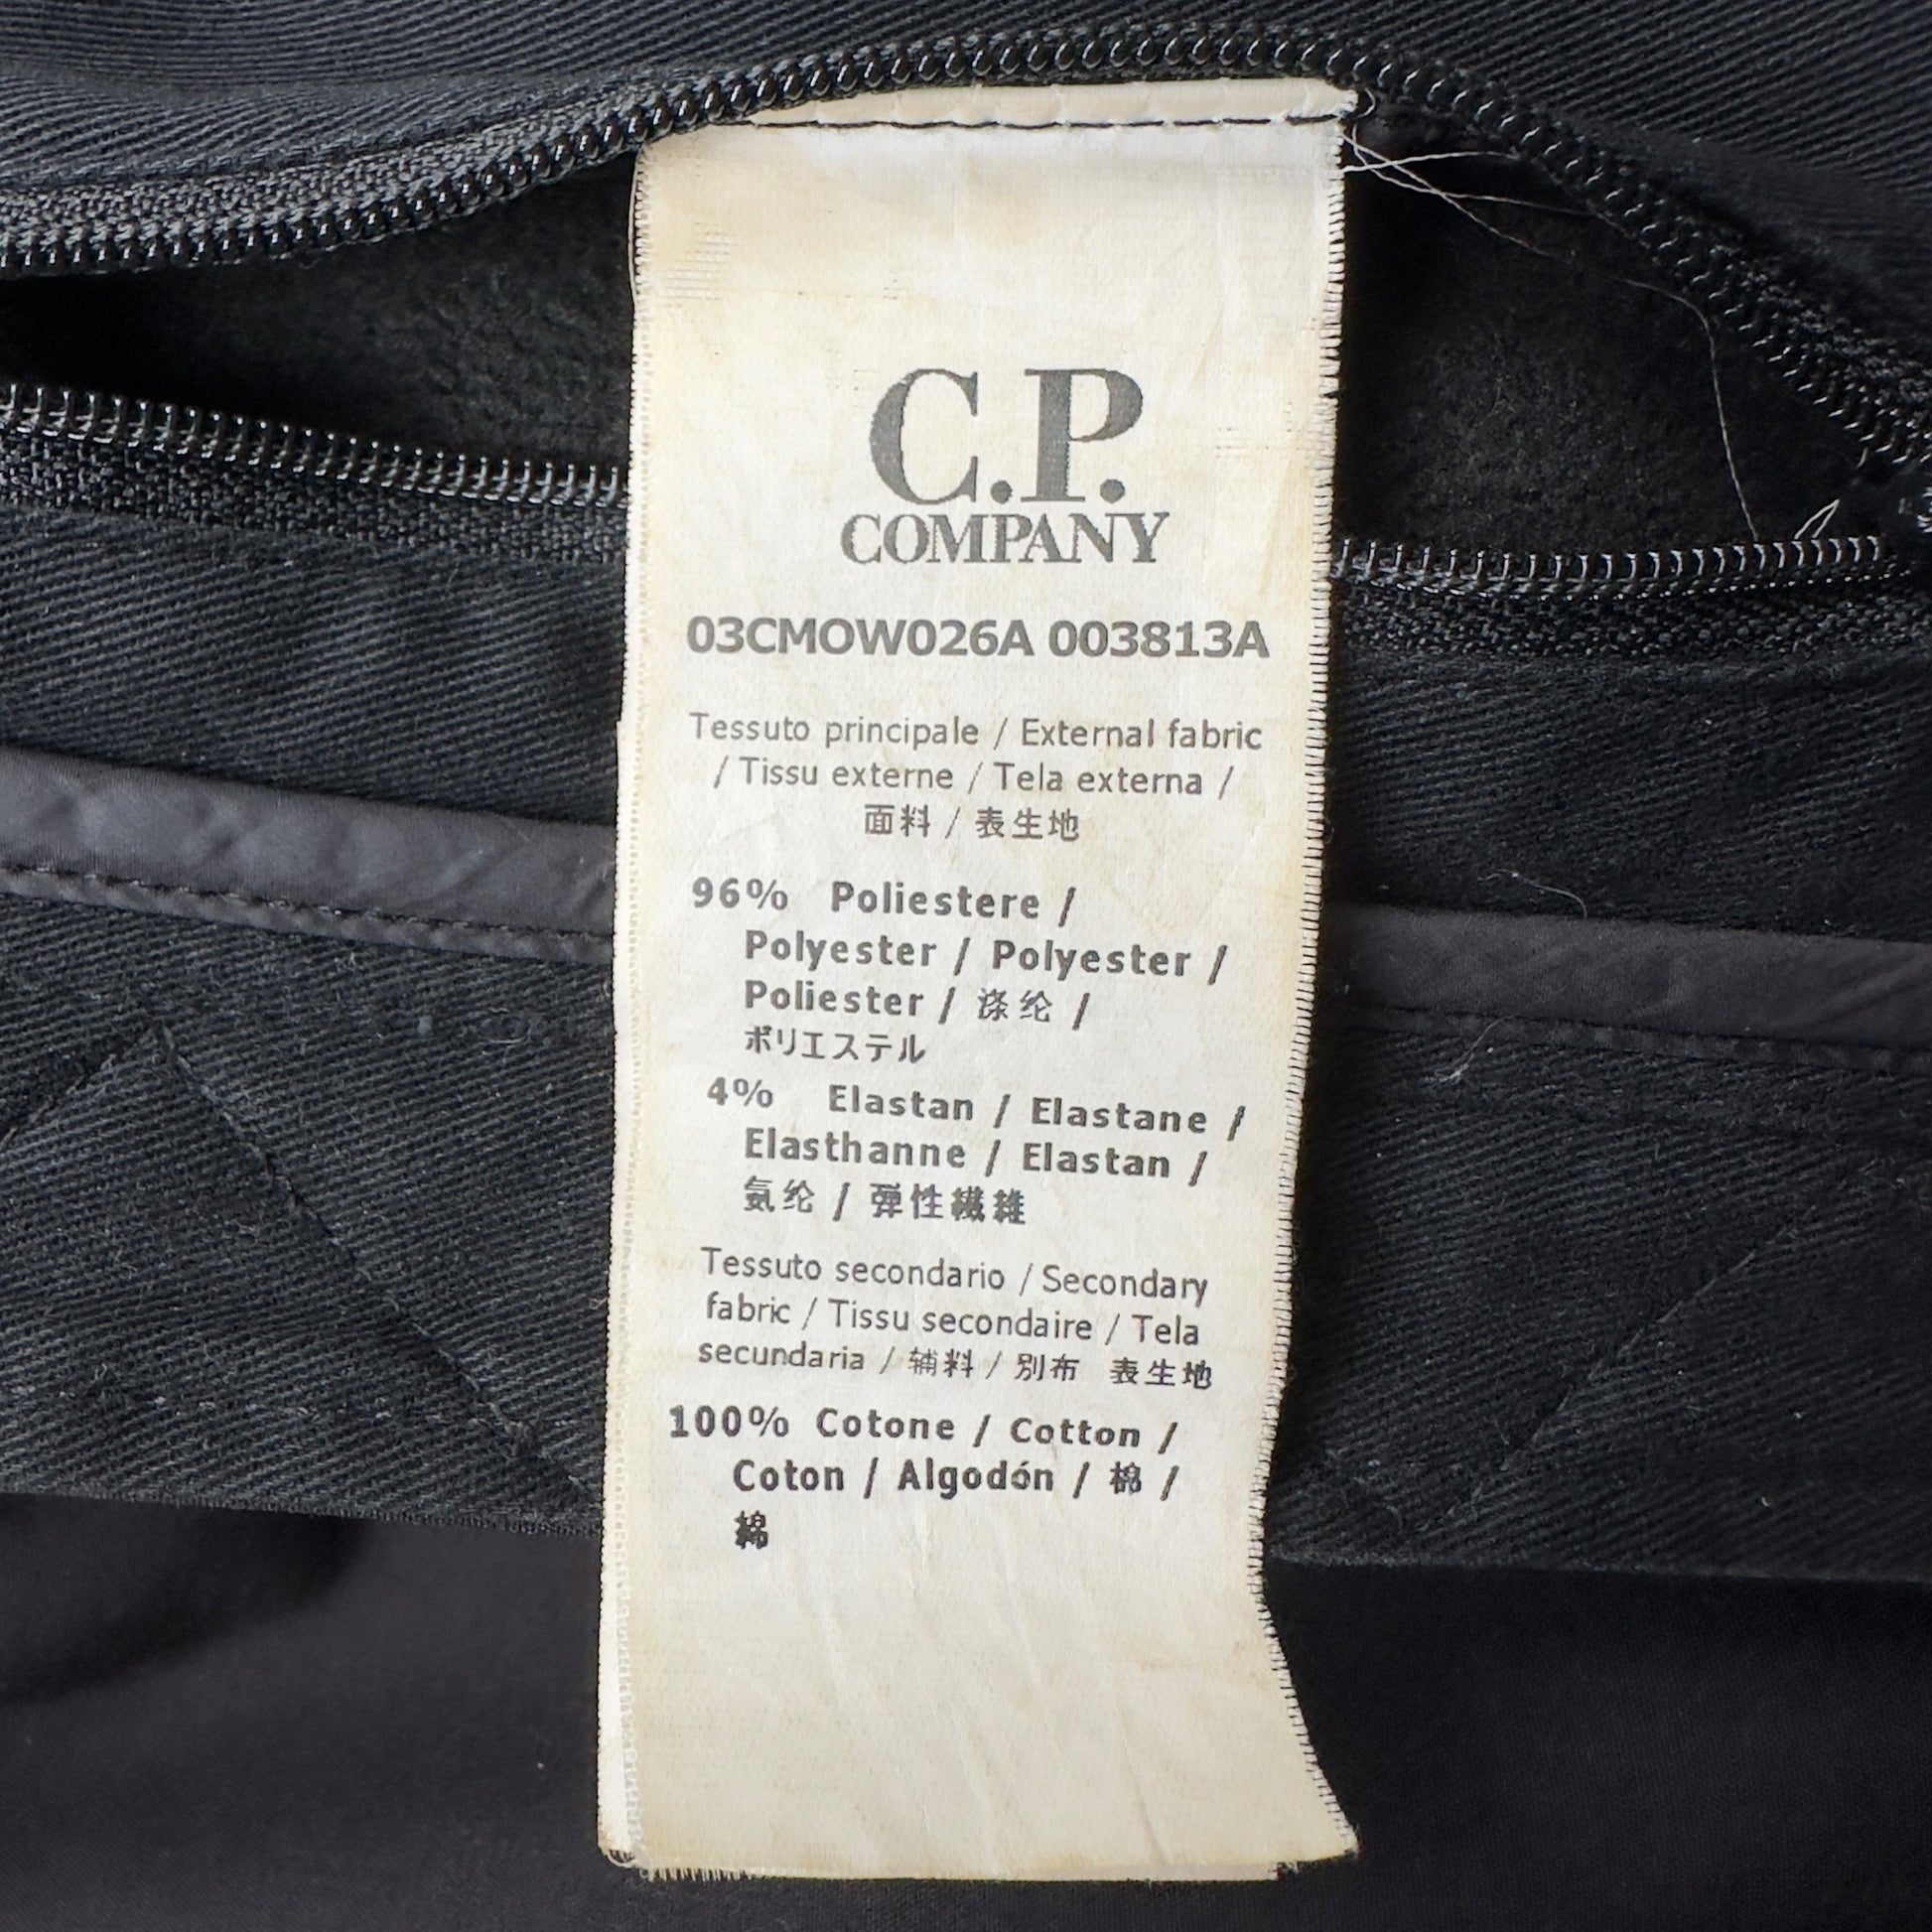 C.P.
COMPANY
03CMOW026A 003813A
Tessuto principale / External fabric
/ Tissu externe / Tela externa /
面料 / 表生地
96% Poliestere /
Polyester / Polyester /
Poliester / 涤纶 /
ポリエステル
4% Elastan / Elastane /
Elasthanne / Elastan /
氨纶 / 弾性繊維
Tessuto secondario / Secondary
fabric / Tissu secondaire / Tela
secundaria / 辅料 / 別布 表生地
100% Cotone / Cotton /
Coton / Algodón / 棉 /
綿